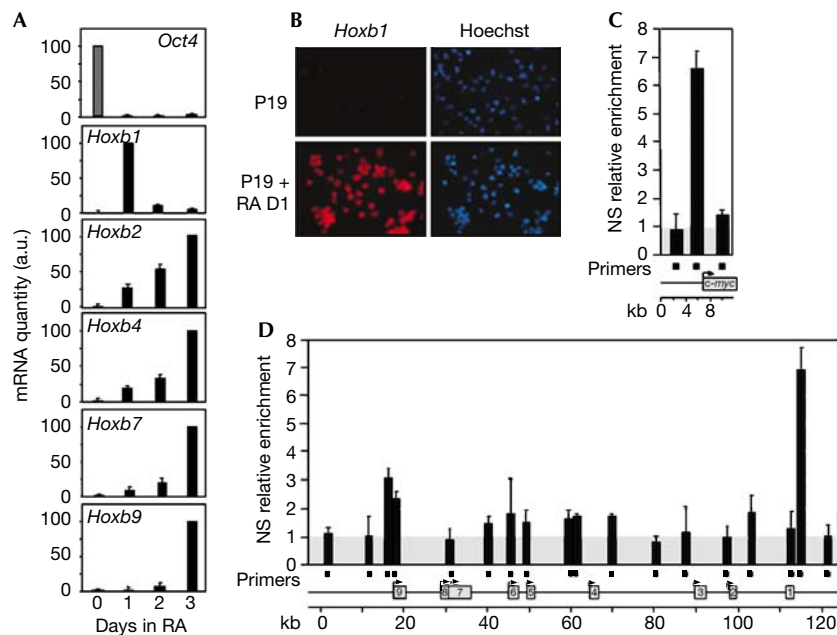 A
Oct4
100
50
0
Hoxb1
100
50
0
Hoxb2
100
50
0
Hoxb4
100
50
0
Hoxb7
100
50
0
Hoxb9
100
50
0
mRNA quantity (a.u.)
0 1 2 3
Days in RA
B
Hoxb1 Hoechst
P19
P19 +
RA D1
C
NS relative enrichment
8
7
6
5
4
3
2
1
0
Primers
c-myc
kb 0 4 8
D
NS relative enrichment
8
7
6
5
4
3
2
1
0
Primers
9 8 7 6 5 4 3 2 1
kb 0 20 40 60 80 100 120